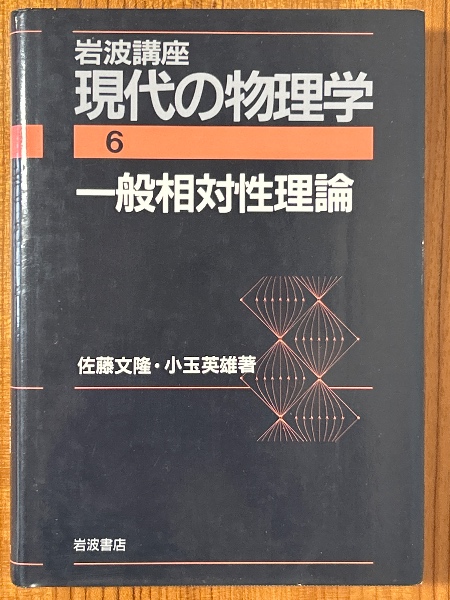 岩波講座
現代の物理学
6
一般相対性理論
佐藤文隆・小玉英雄著
岩波書店